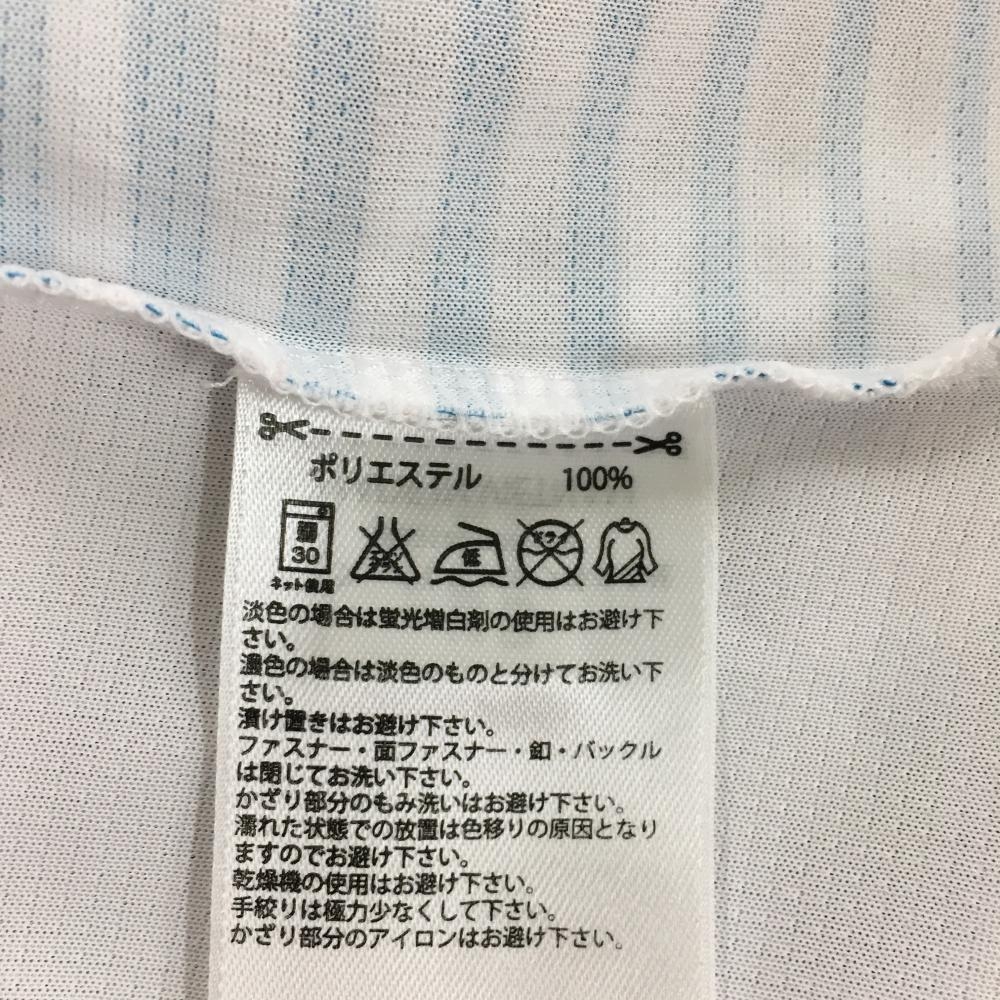 ポリエステル 100%
30
ネット使用
エンソ サラシ 低 ドライ
淡色の場合は蛍光増白剤の使用はお避け下
さい。
濃色の場合は淡色のものと分けてお洗い下
さい。
漬け置きはお避け下さい。
ファスナー・面ファスナー・釦・バックル
は閉じてお洗い下さい。
かざり部分のもみ洗いはお避け下さい。
濡れた状態での放置は色移りの原因となり
ますのでお避け下さい。
乾燥機の使用はお避け下さい。
手絞りは極力少なくして下さい。
かざり部分のアイロンはお避け下さい。